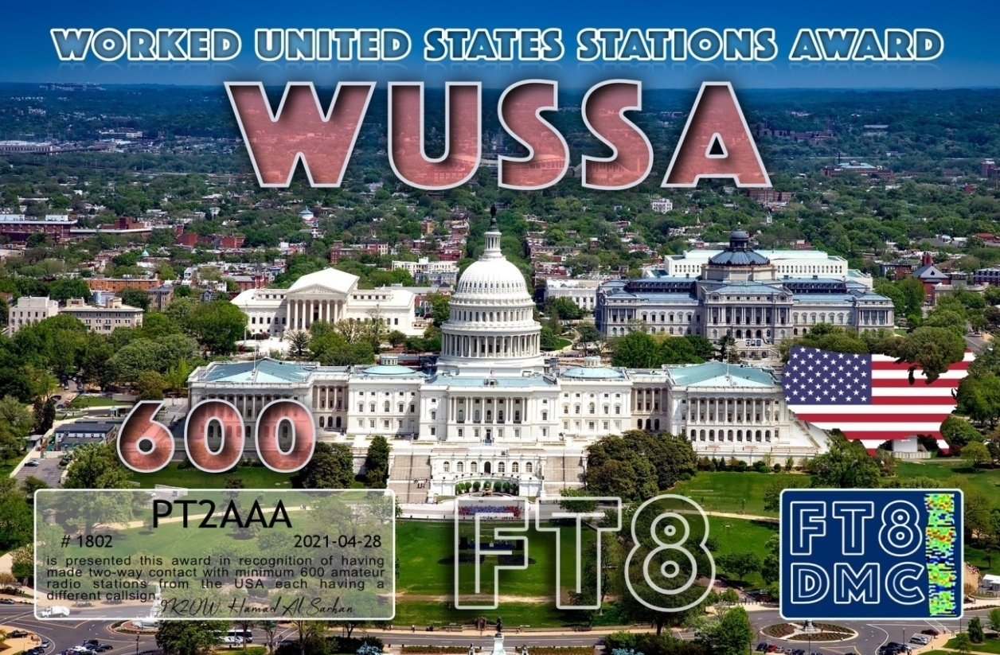 WORKED UNITED STATES STATIONS AWARD
WUSSA
600
PT2AAA
# 1802 2021-04-28
is presented this award in recognition of having
made two-way contact with minimum 600 amateur
radio stations from the USA each having a
different callsign.
9K2OW Hamad Al Sarhan
FT8
FT8
DMC